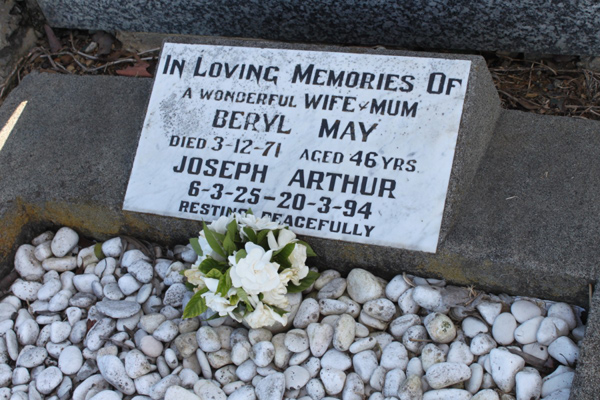 In Loving Memories Of
A WONDERFUL WIFE & MUM
BERYL MAY
DIED 3-12-71 AGED 46 YRS.
JOSEPH ARTHUR
6-3-25-20-3-94
RESTING PEACEFULLY